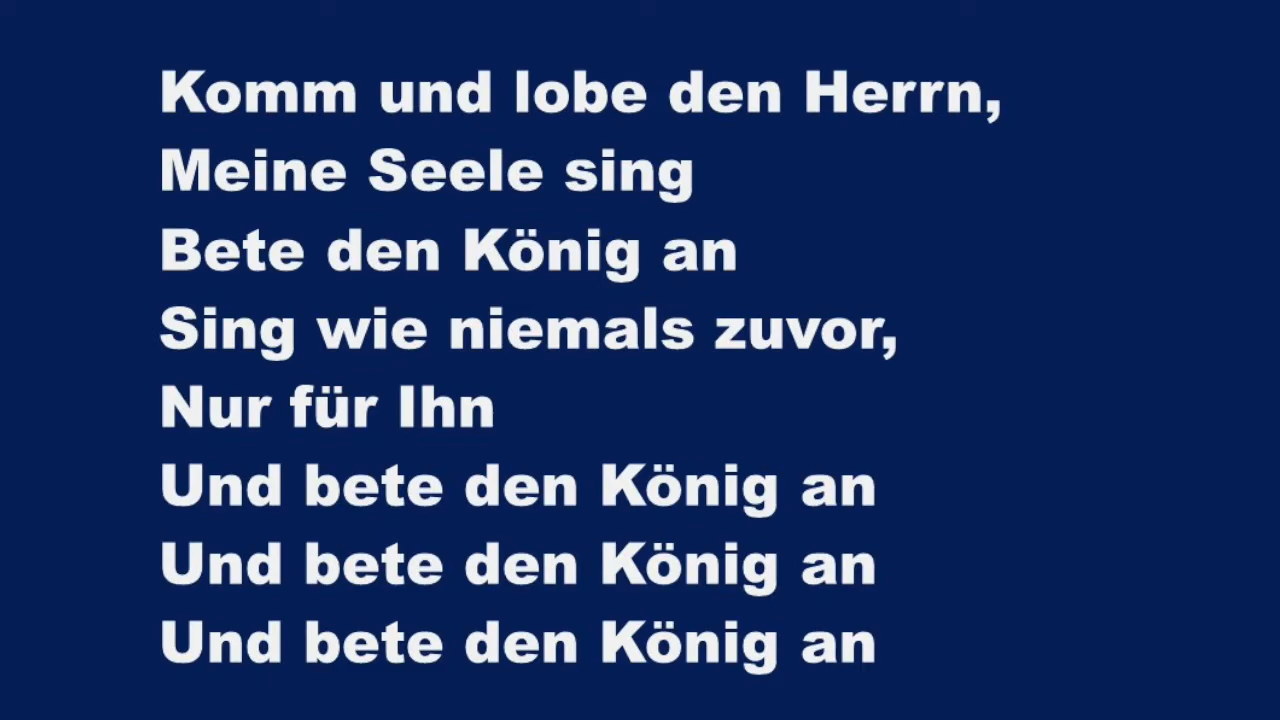 Komm und lobe den Herrn,
Meine Seele sing
Bete den König an
Sing wie niemals zuvor,
Nur für Ihn
Und bete den König an
Und bete den König an
Und bete den König an